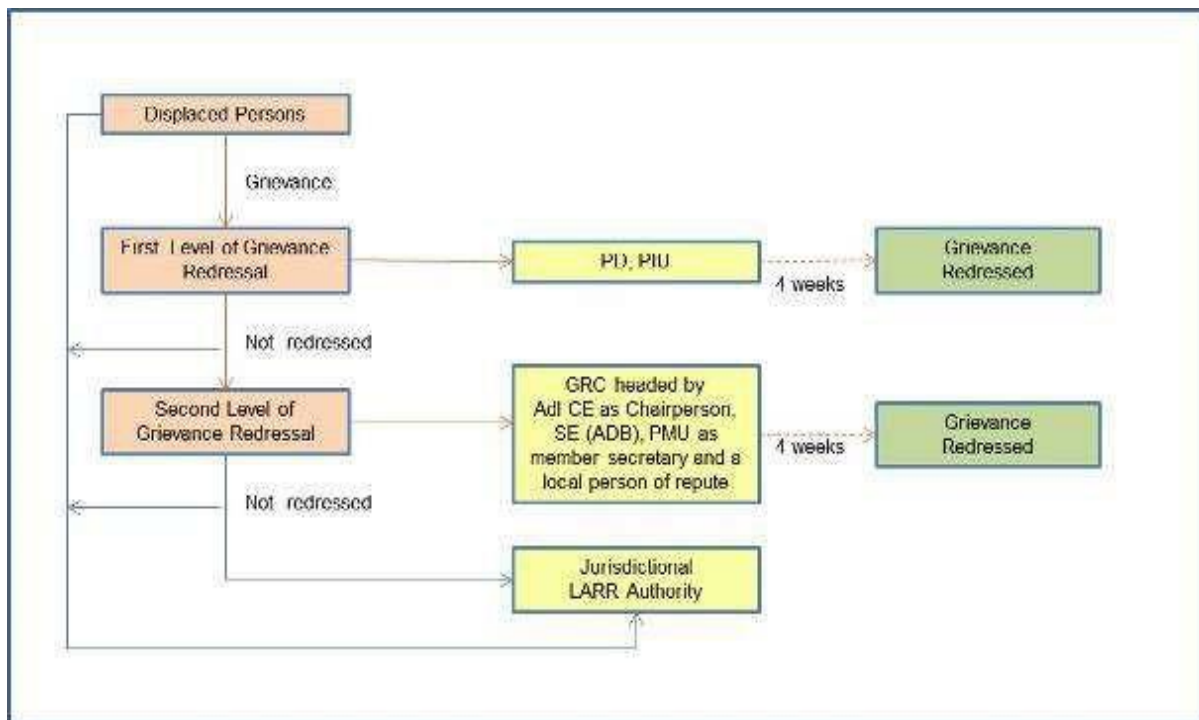 Displaced Persons
Grievance
First Level of Grievance
Redressal
PD, PIU
4 weeks
Grievance
Redressed
Not redressed
Second Level of
Grievance Redressal
GRC headed by
Adl CE as Chairperson,
SE (ADB), PMU as
member secretary and a
local person of repute
4 weeks
Grievance
Redressed
Not redressed
Jurisdictional
LARR Authority